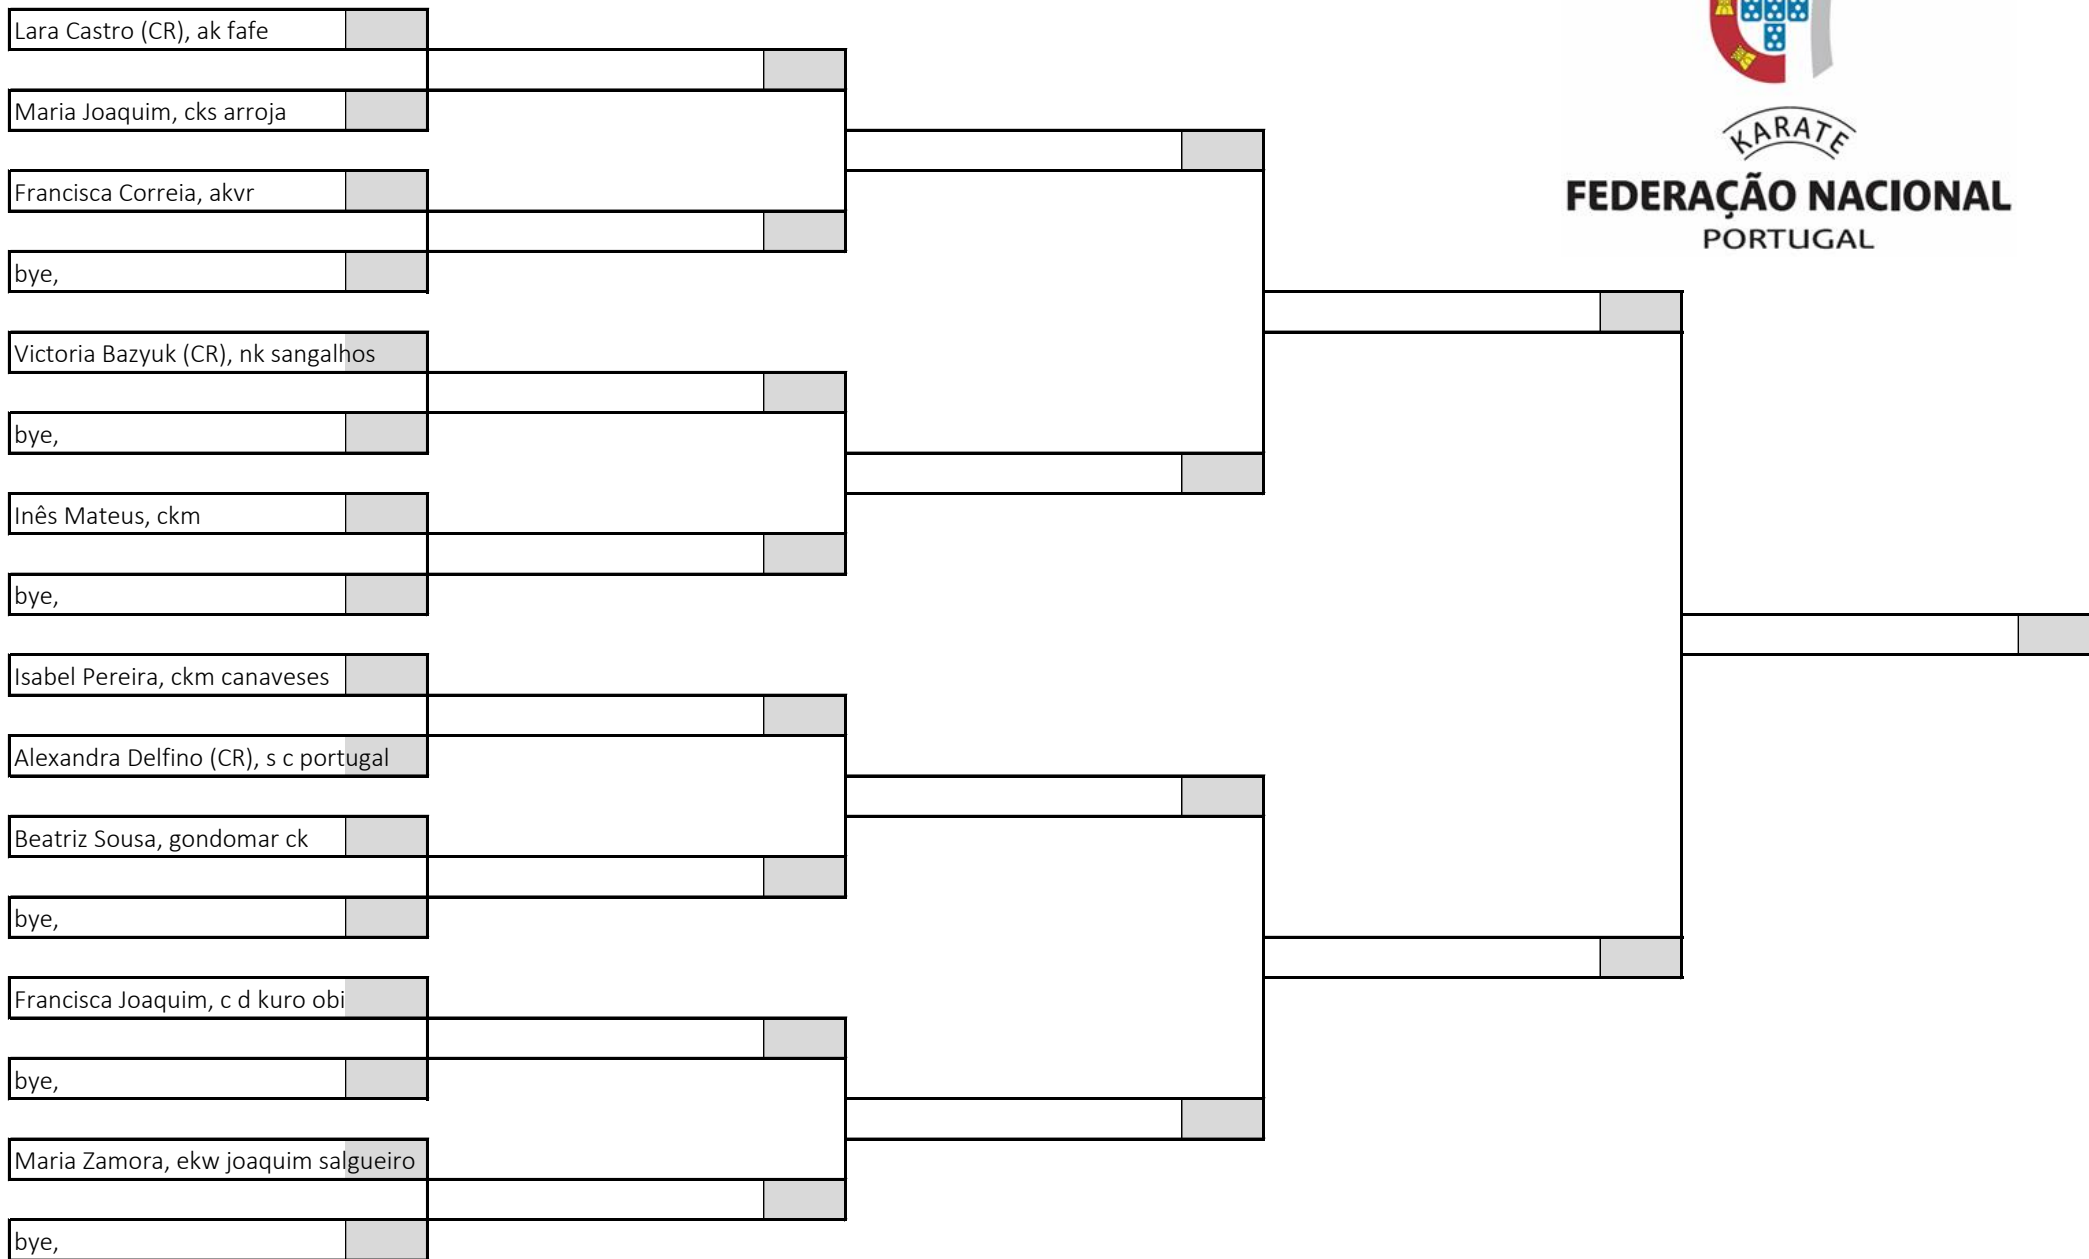 Lara Castro (CR), ak fafe
Maria Joaquim, cks arroja
KARATE
Francisca Correia, akvr
FEDERAÇÃO NACIONAL
PORTUGAL
bye,
Victoria Bazyuk (CR), nk sangalhos
bye,
Inês Mateus, ckm
bye,
Isabel Pereira, ckm canaveses
Alexandra Delfino (CR), s c portugal
Beatriz Sousa, gondomar ck
bye,
Francisca Joaquim, c d kuro obi
bye,
Maria Zamora, ekw joaquim salgueiro
bye,